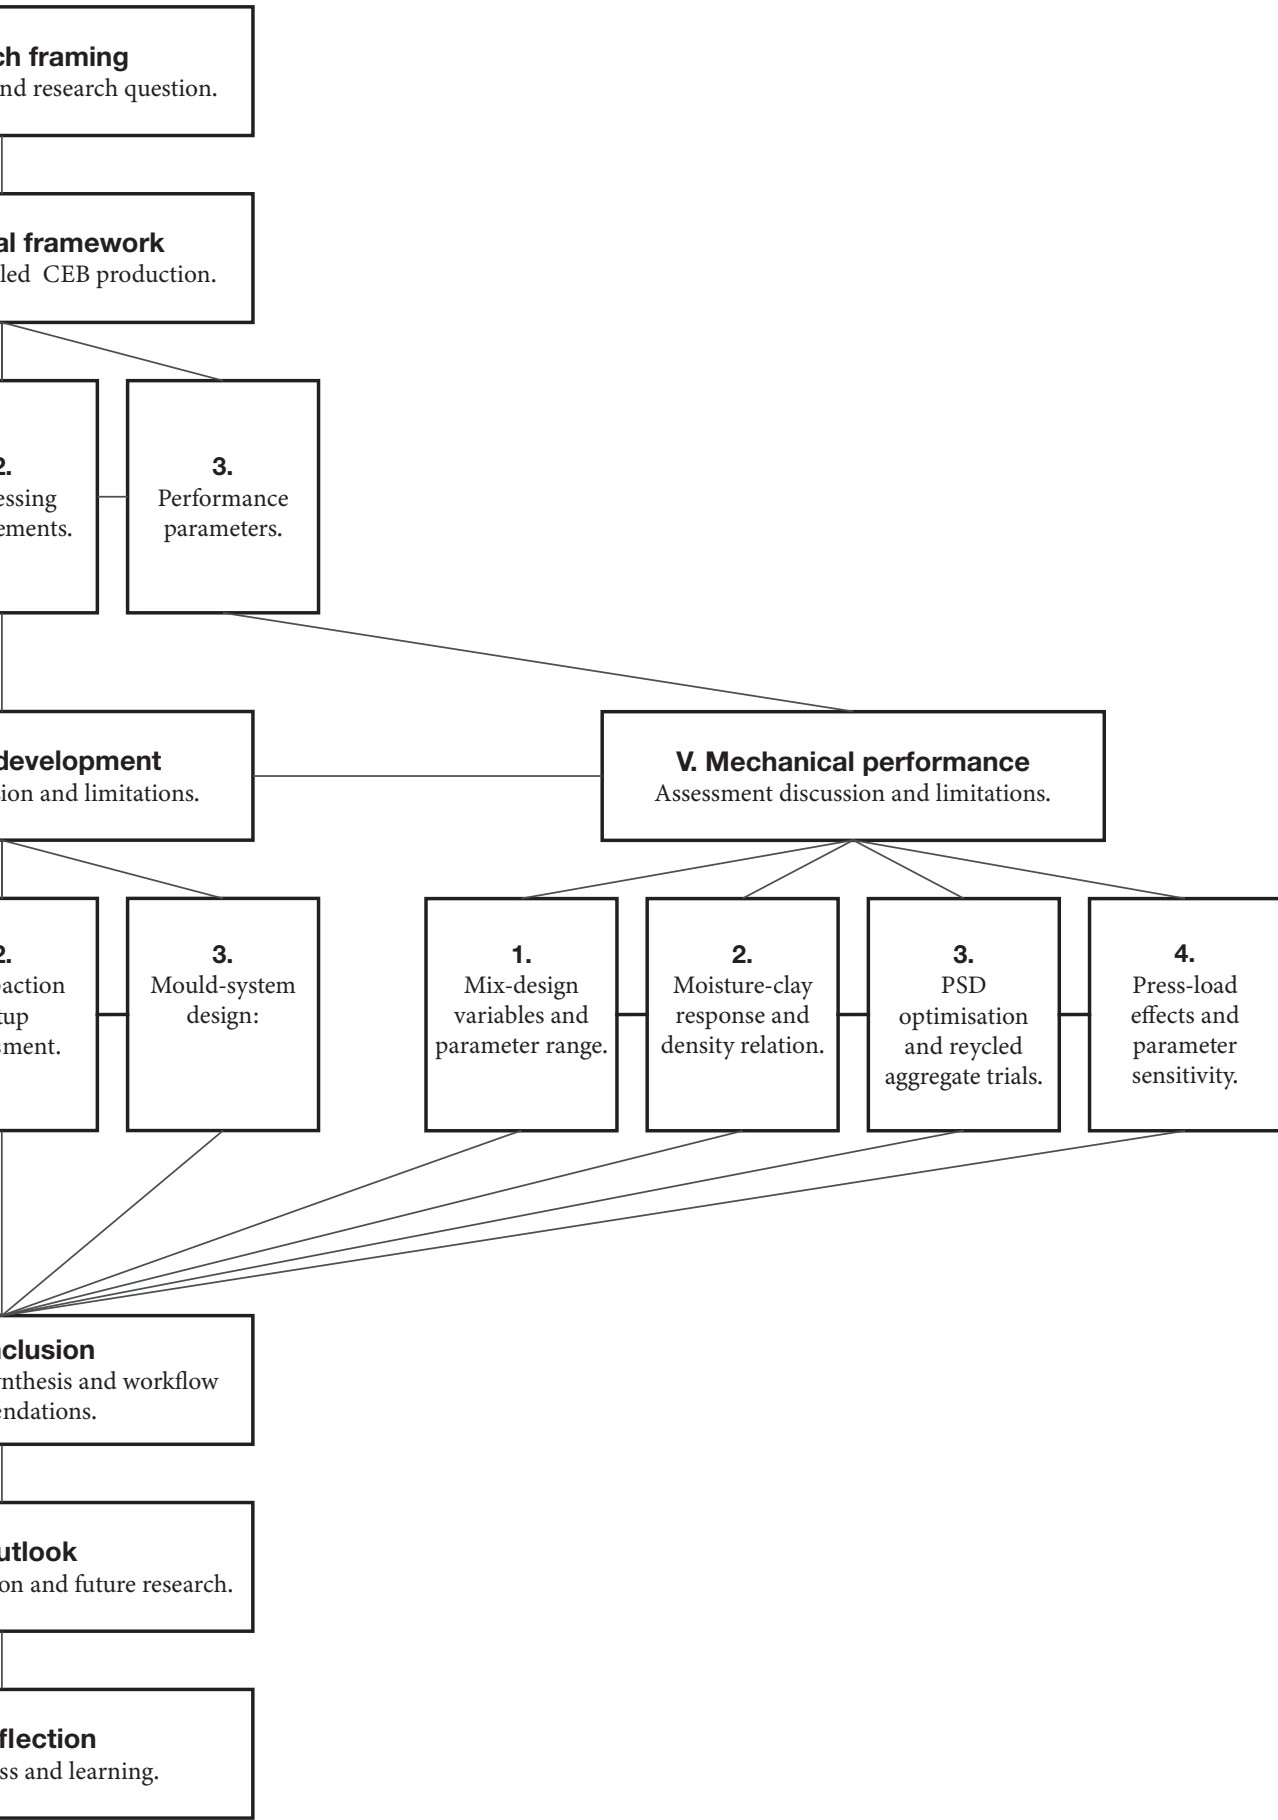 ch framing
nd research question.
al framework
led CEB production.
2.
essing
ements.
3.
Performance
parameters.
development
ion and limitations.
V. Mechanical performance
Assessment discussion and limitations.
2.
paction
tup
sment.
3.
Mould-system
design:
1.
Mix-design
variables and
parameter range.
2.
Moisture-clay
response and
density relation.
3.
PSD
optimisation
and reycled
aggregate trials.
4.
Press-load
effects and
parameter
sensitivity.
clusion
nthesis and workflow
endations.
utlook
on and future research.
flection
ss and learning.